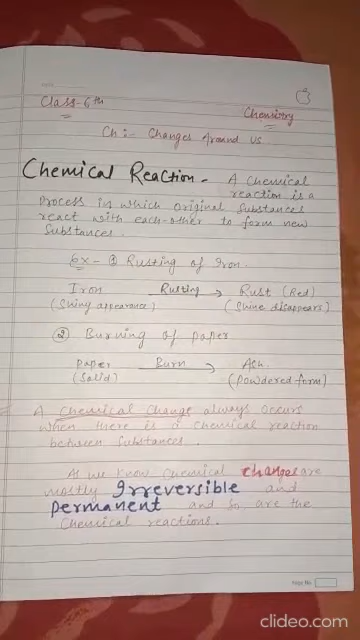 Class-6th
Chemistry
Ch:- Changes Around us.
Chemical Reaction - A chemical
reaction is a
process in which original substances
react with each-other to form new
substances.
Ex- ① Rusting of Iron.
Iron Rusting → Rust (Red)
(Shiny appearance) (Shine disappears)
② Burning of paper
paper Burn → Ash.
(Solid) (Powdered form)
A Chemical Change always occurs
when there is a chemical reaction
between substances.
As we know chemical changes are
mostly Irreversible and
permanent and so are the
Chemical reactions.
Page No.
clideo.com